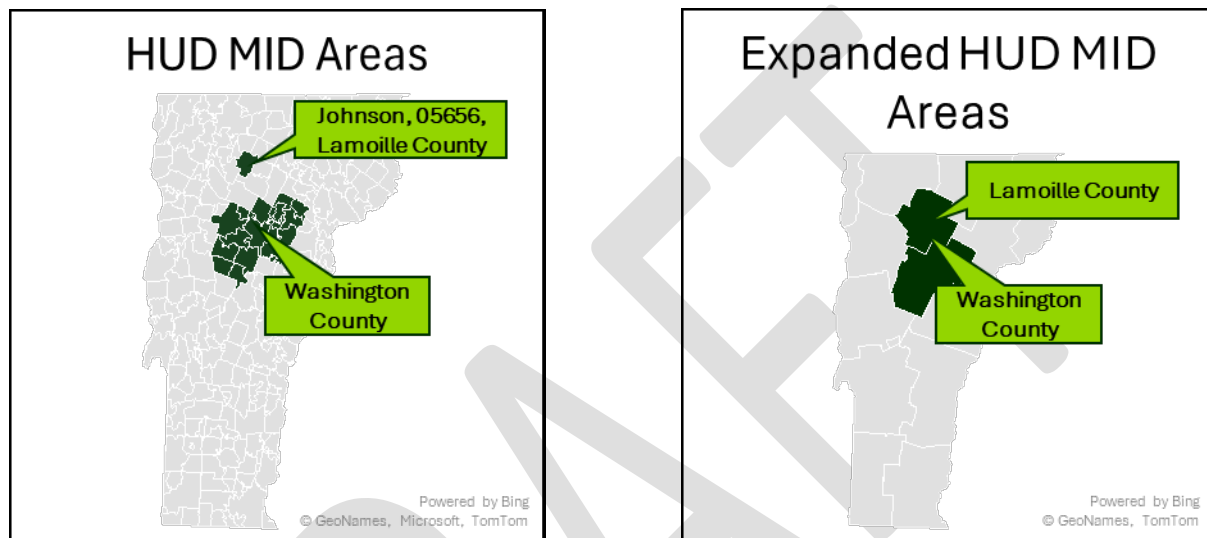 HUD MID Areas
Johnson, 05656,
Lamoille County
Washington
County
Powered by Bing
© GeoNames, Microsoft, TomTom
Expanded HUD MID
Areas
Lamoille County
Washington
County
Powered by Bing
© GeoNames, TomTom
DRAFT